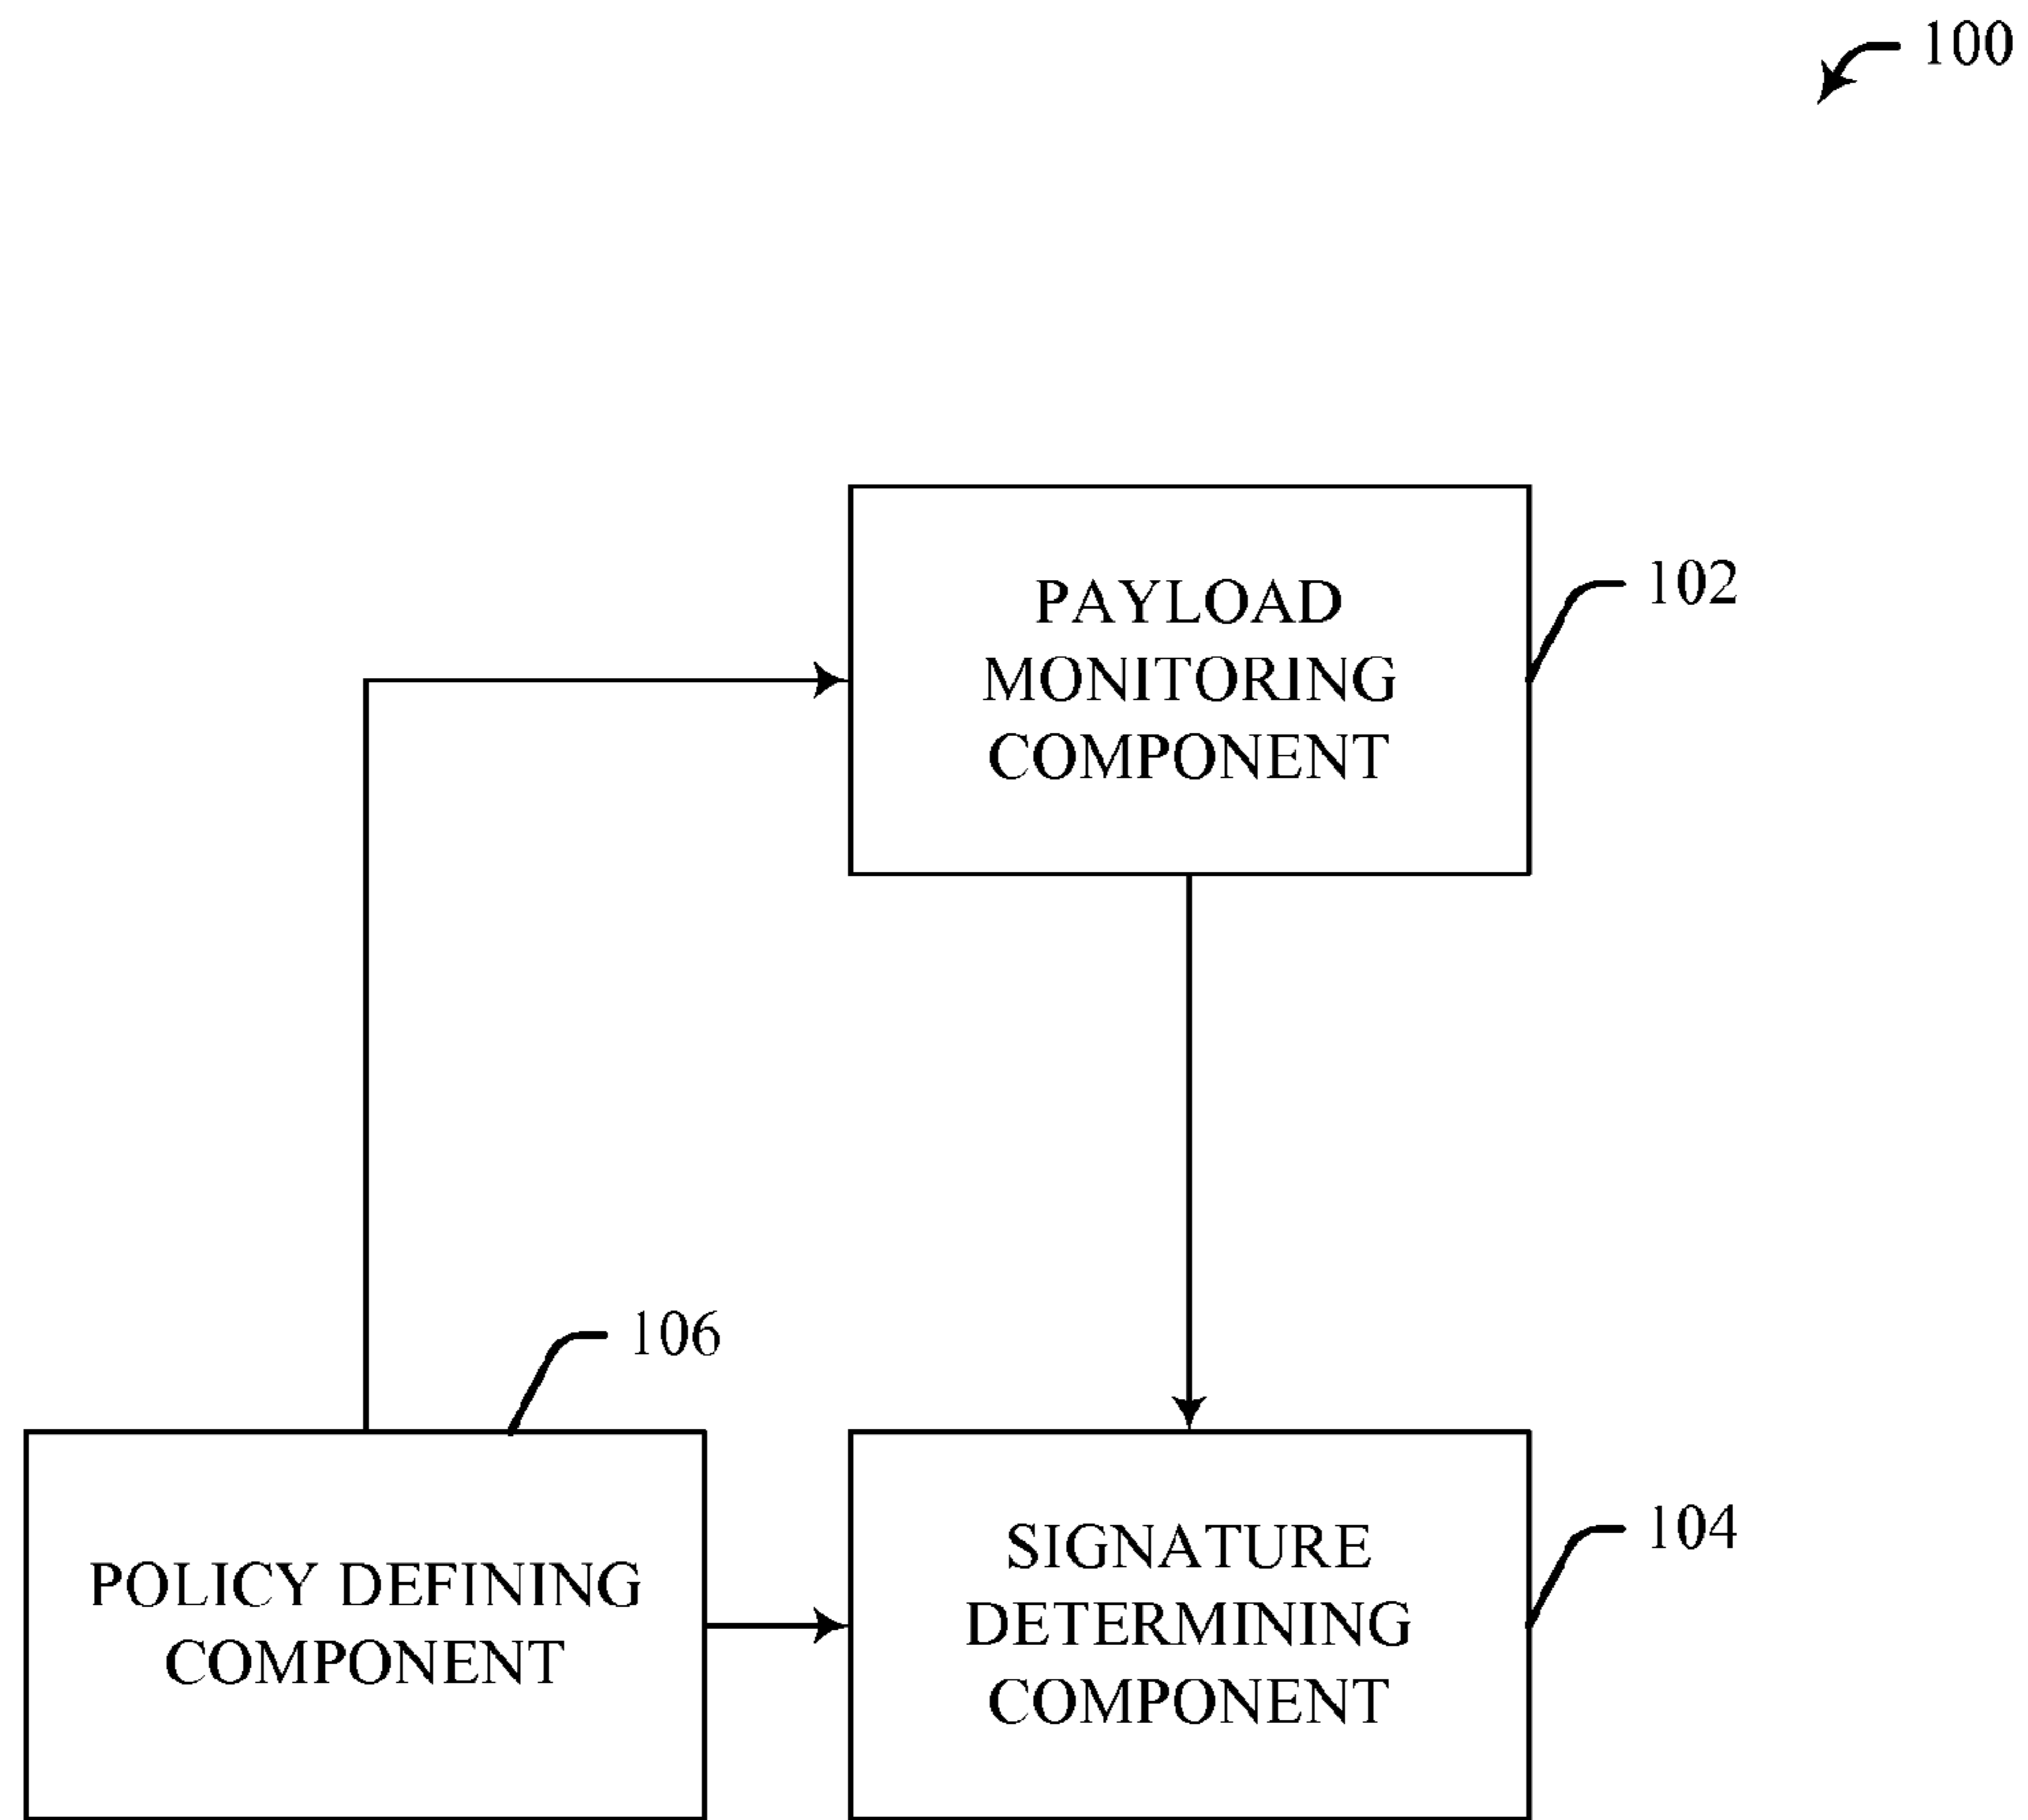 100
PAYLOAD
MONITORING
COMPONENT
102
106
POLICY DEFINING
COMPONENT
SIGNATURE
DETERMINING
COMPONENT
104